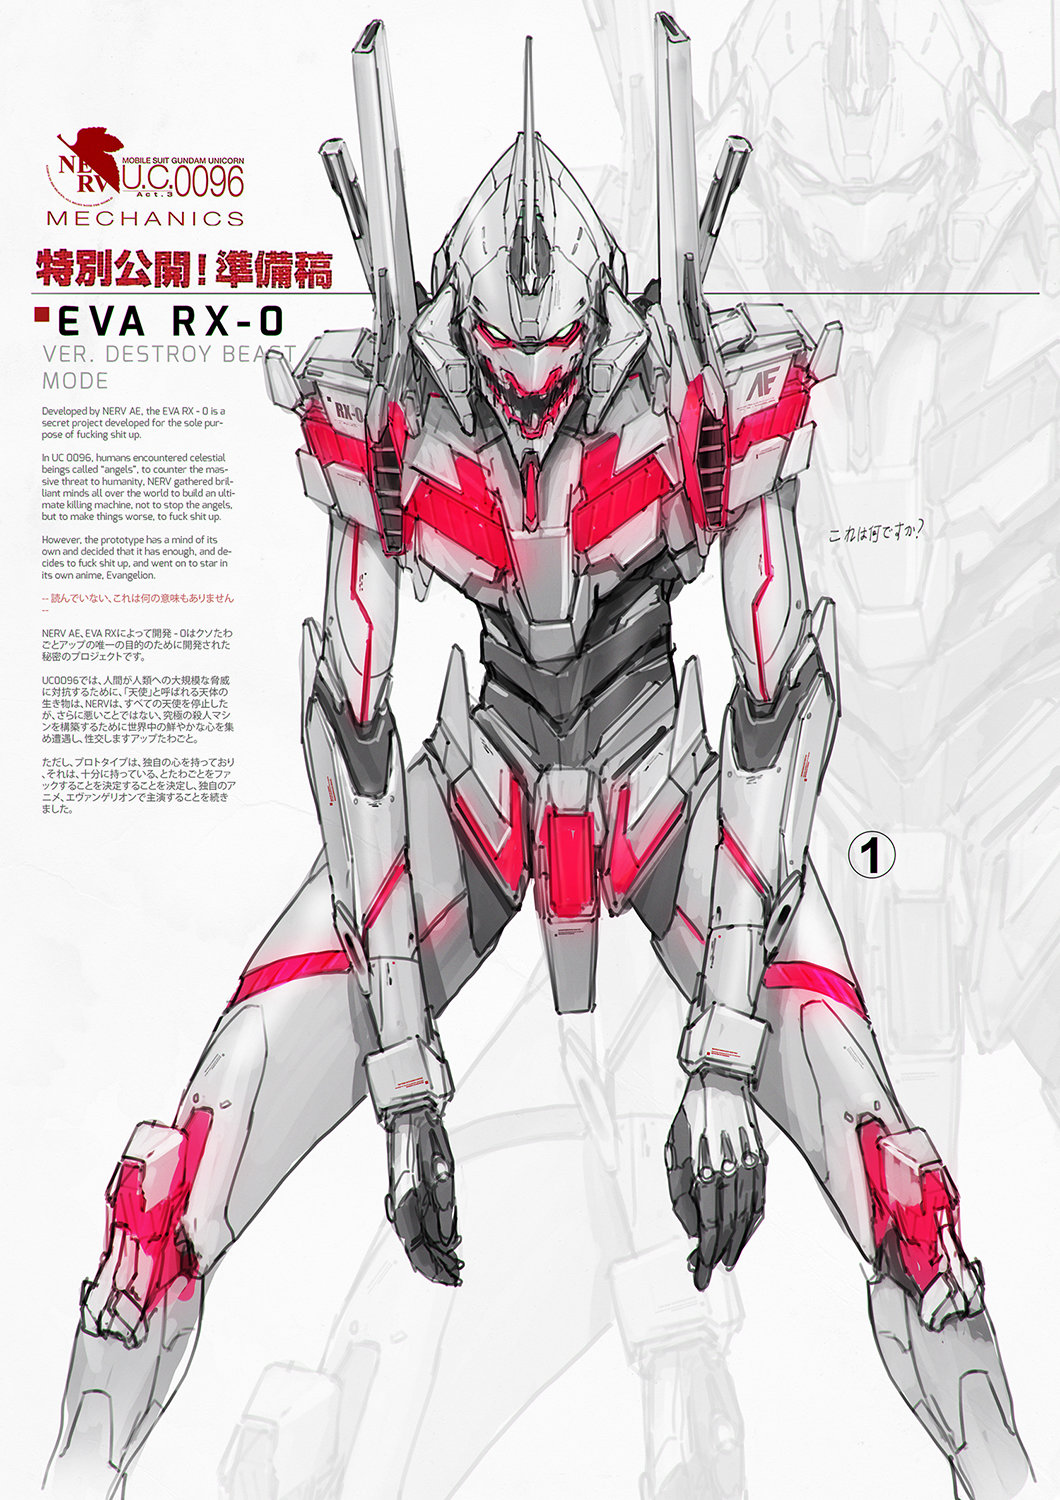 NERV
MOBILE SUIT GUNDAM UNICORN
U.C.0096
Act.3
MECHANICS
特別公開！準備稿
EVA RX-0
VER. DESTROY BEAST
MODE
Developed by NERV AE, the EVA RX - 0 is a
secret project developed for the sole pur-
pose of fucking shit up.
In UC 0096, humans encountered celestial
beings called "angels", to counter the mas-
sive threat to humanity, NERV gathered bril-
liant minds all over the world to build an ulti-
mate killing machine, not to stop the angels,
but to make things worse, to fuck shit up.
However, the prototype has a mind of its
own and decided that it has enough, and de-
cides to fuck shit up, and went on to star in
its own anime, Evangelion.
-- 読んでいない、これは何の意味もありません
--
NERV AE、EVA RXによって開発 - 0はクソたわ
ごとアップの唯一の目的のために開発された
秘密のプロジェクトです。
UC0096では、人間が人類への大規模な脅威
に対抗するために、「天使」と呼ばれる天体の
生き物は、NERVは、すべての天使を停止した
が、さらに悪いことではない、究極の殺人マシ
ンを構築するために世界中の鮮やかな心を集
め遭遇し、性交しますアップたわごと。
ただし、プロトタイプは、独自の心を持っており
、それは、十分に持っている、とたわごとをファ
ックすることを決定することを決定し、独自のア
ニメ、エヴァンゲリオンで主演することを続き
ました。
RX-0
AE
これは何ですか?
1